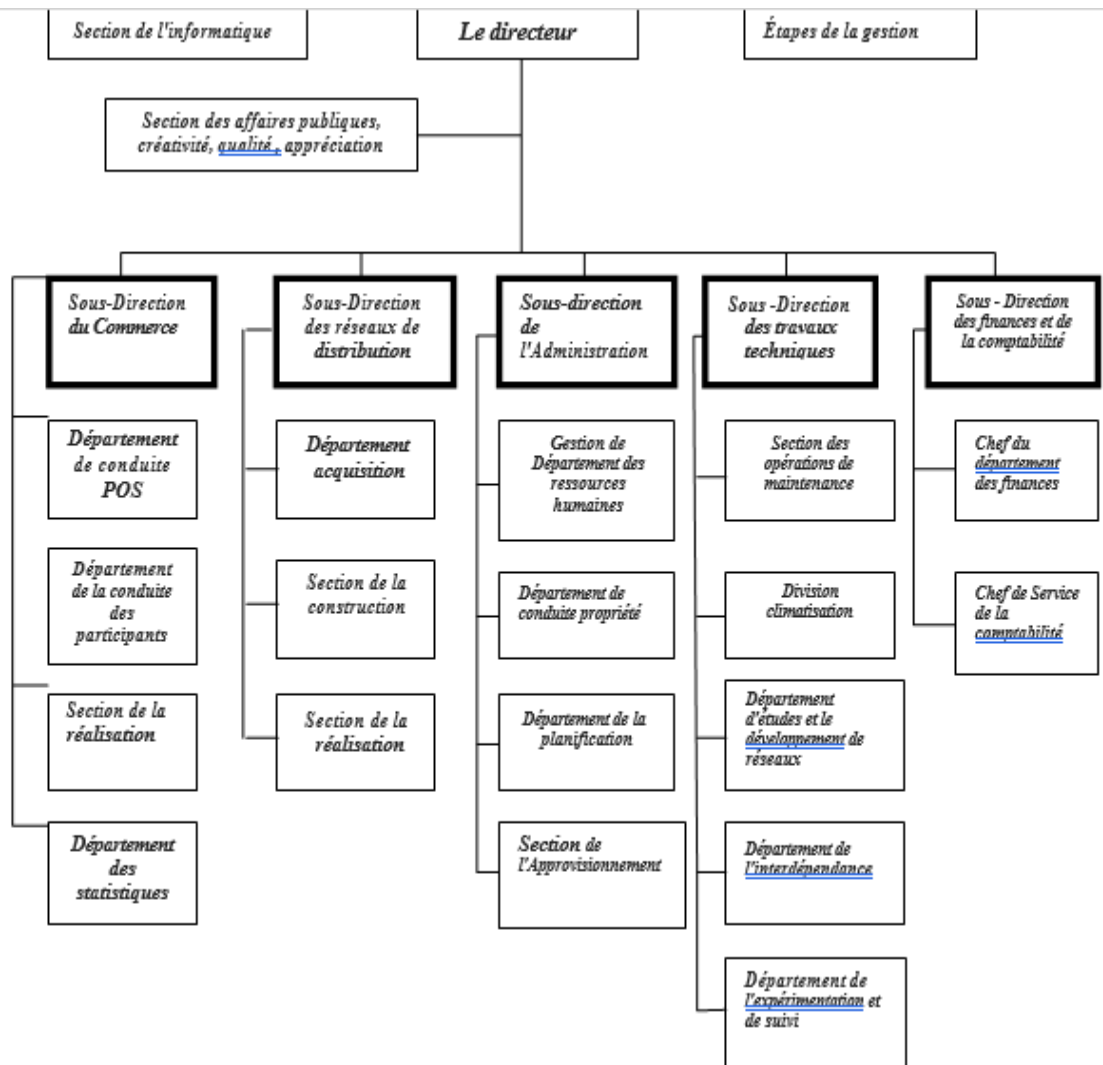 Section de l'informatique
Le directeur
Étapes de la gestion
Section des affaires publiques,
créativité, qualité , appréciation
Sous-Direction
du Commerce
Sous-Direction
des réseaux de
distribution
Sous-direction
de
l'Administration
Sous -Direction
des travaux
techniques
Sous - Direction
des finances et de
la comptabilité
Département
de conduite
POS
Département
de la conduite
des
participants
Section de la
réalisation
Département
des
statistiques
Département
acquisition
Section de la
construction
Section de la
réalisation
Gestion de
Département des
ressources
humaines
Département de
conduite propriété
Département de la
planification
Section de
l'Approvisionnement
Section des
opérations de
maintenance
Division
climatisation
Département
d'études et le
développement de
réseaux
Département de
l'interdépendance
Département de
l'expérimentation et
de suivi
Chef du
département
des finances
Chef de Service
de la
comptabilité